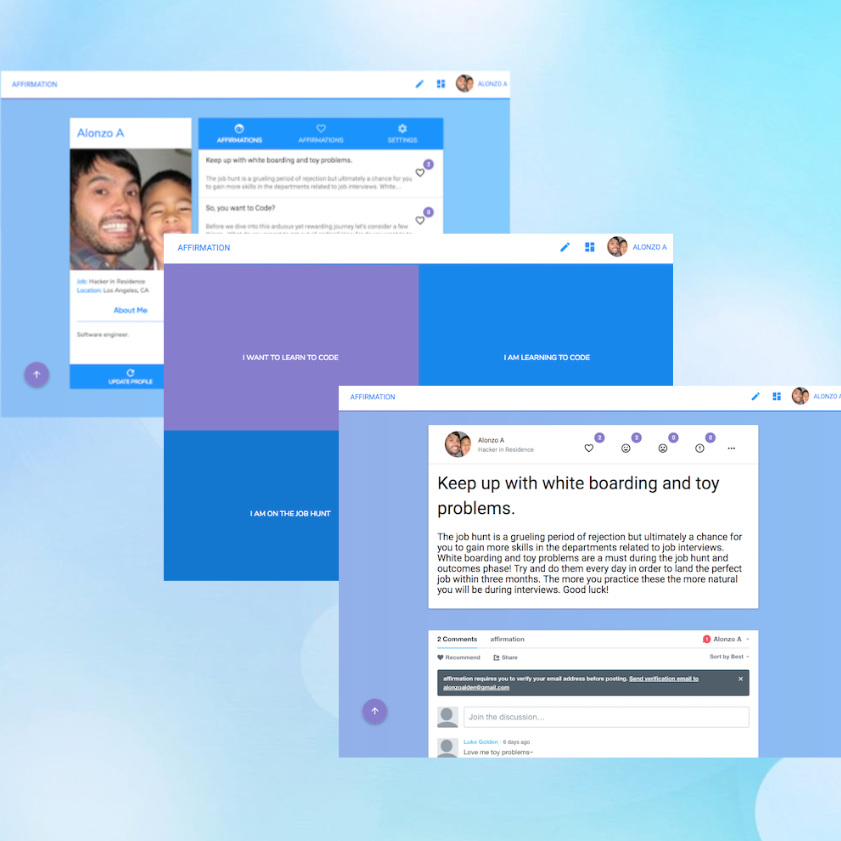 AFFIRMATION
ALONZO A
Alonzo A
AFFIRMATIONS
AFFIRMATIONS
SETTINGS
Keep up with white boarding and toy problems.
3
The job hunt is a grueling period of rejection but ultimately a chance for you
to gain more skills in the departments related to job interviews. White...
So, you want to Code?
0
Before we dive into this arduous yet rewarding journey let's consider a few
Job: Hacker in Residence
Location: Los Angeles, CA
About Me
Software engineer.
UPDATE PROFILE
AFFIRMATION
ALONZO A
I WANT TO LEARN TO CODE
I AM LEARNING TO CODE
I AM ON THE JOB HUNT
AFFIRMATION
ALONZO A
Alonzo A
Hacker in Residence
2
2
0
0
Keep up with white boarding and toy
problems.
The job hunt is a grueling period of rejection but ultimately a chance for
you to gain more skills in the departments related to job interviews.
White boarding and toy problems are a must during the job hunt and
outcomes phase! Try and do them every day in order to land the perfect
job within three months. The more you practice these the more natural
you will be during interviews. Good luck!
2 Comments
affirmation
1
Alonzo A
Recommend
Share
Sort by Best
affirmation requires you to verify your email address before posting. Send verification email to
alonzoalden@gmail.com
×
Join the discussion...
Luke Golden · 6 days ago
Love me toy problems~